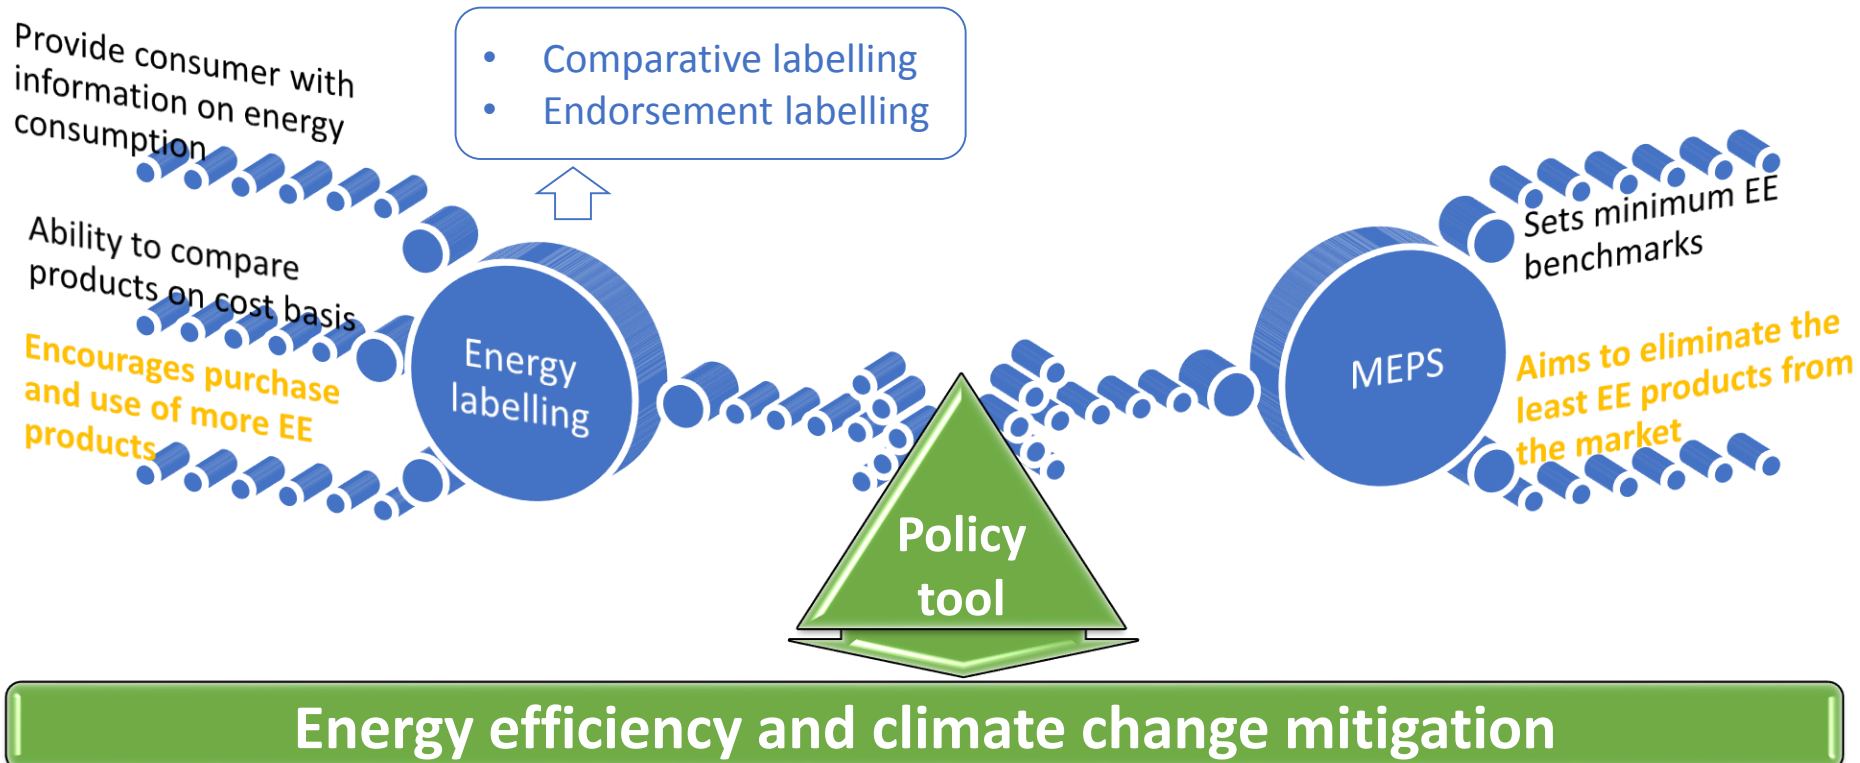 Provide consumer with
information on energy
consumption
• Comparative labelling
• Endorsement labelling
Ability to compare
products on cost basis
Encourages purchase
and use of more EE
products
Energy
labelling
MEPS
Sets minimum EE
benchmarks
Aims to eliminate the
least EE products from
the market
Policy
tool
Energy efficiency and climate change mitigation